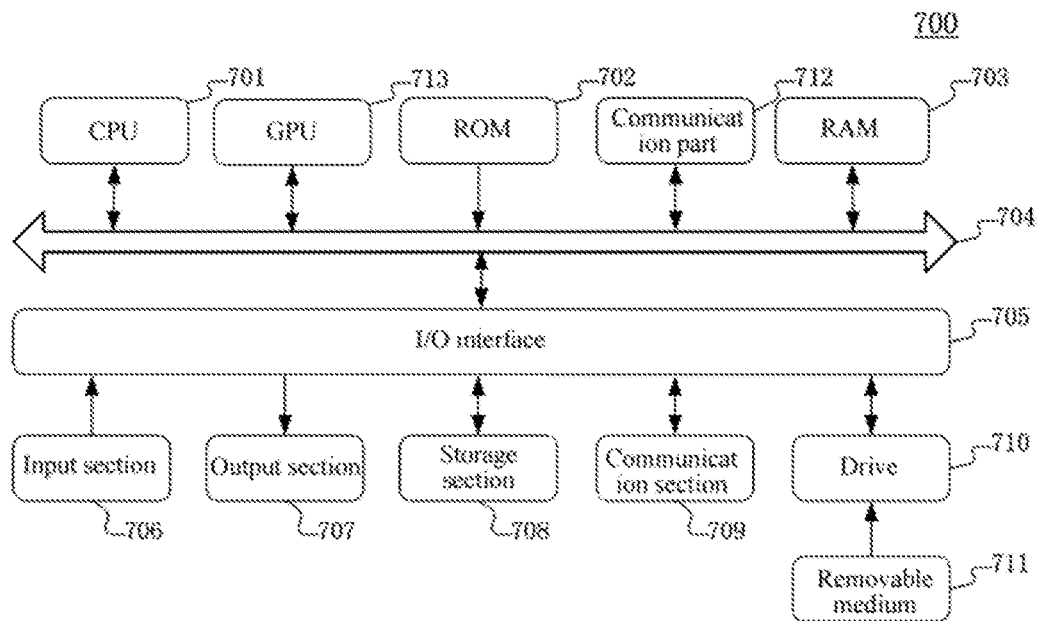 700
701
713
702
712
703
CPU
GPU
ROM
Communicat
ion part
RAM
704
705
I/O interface
Input section
Output section
Storage
section
Communicat
ion section
Drive
710
706
707
708
709
Removable
medium
711